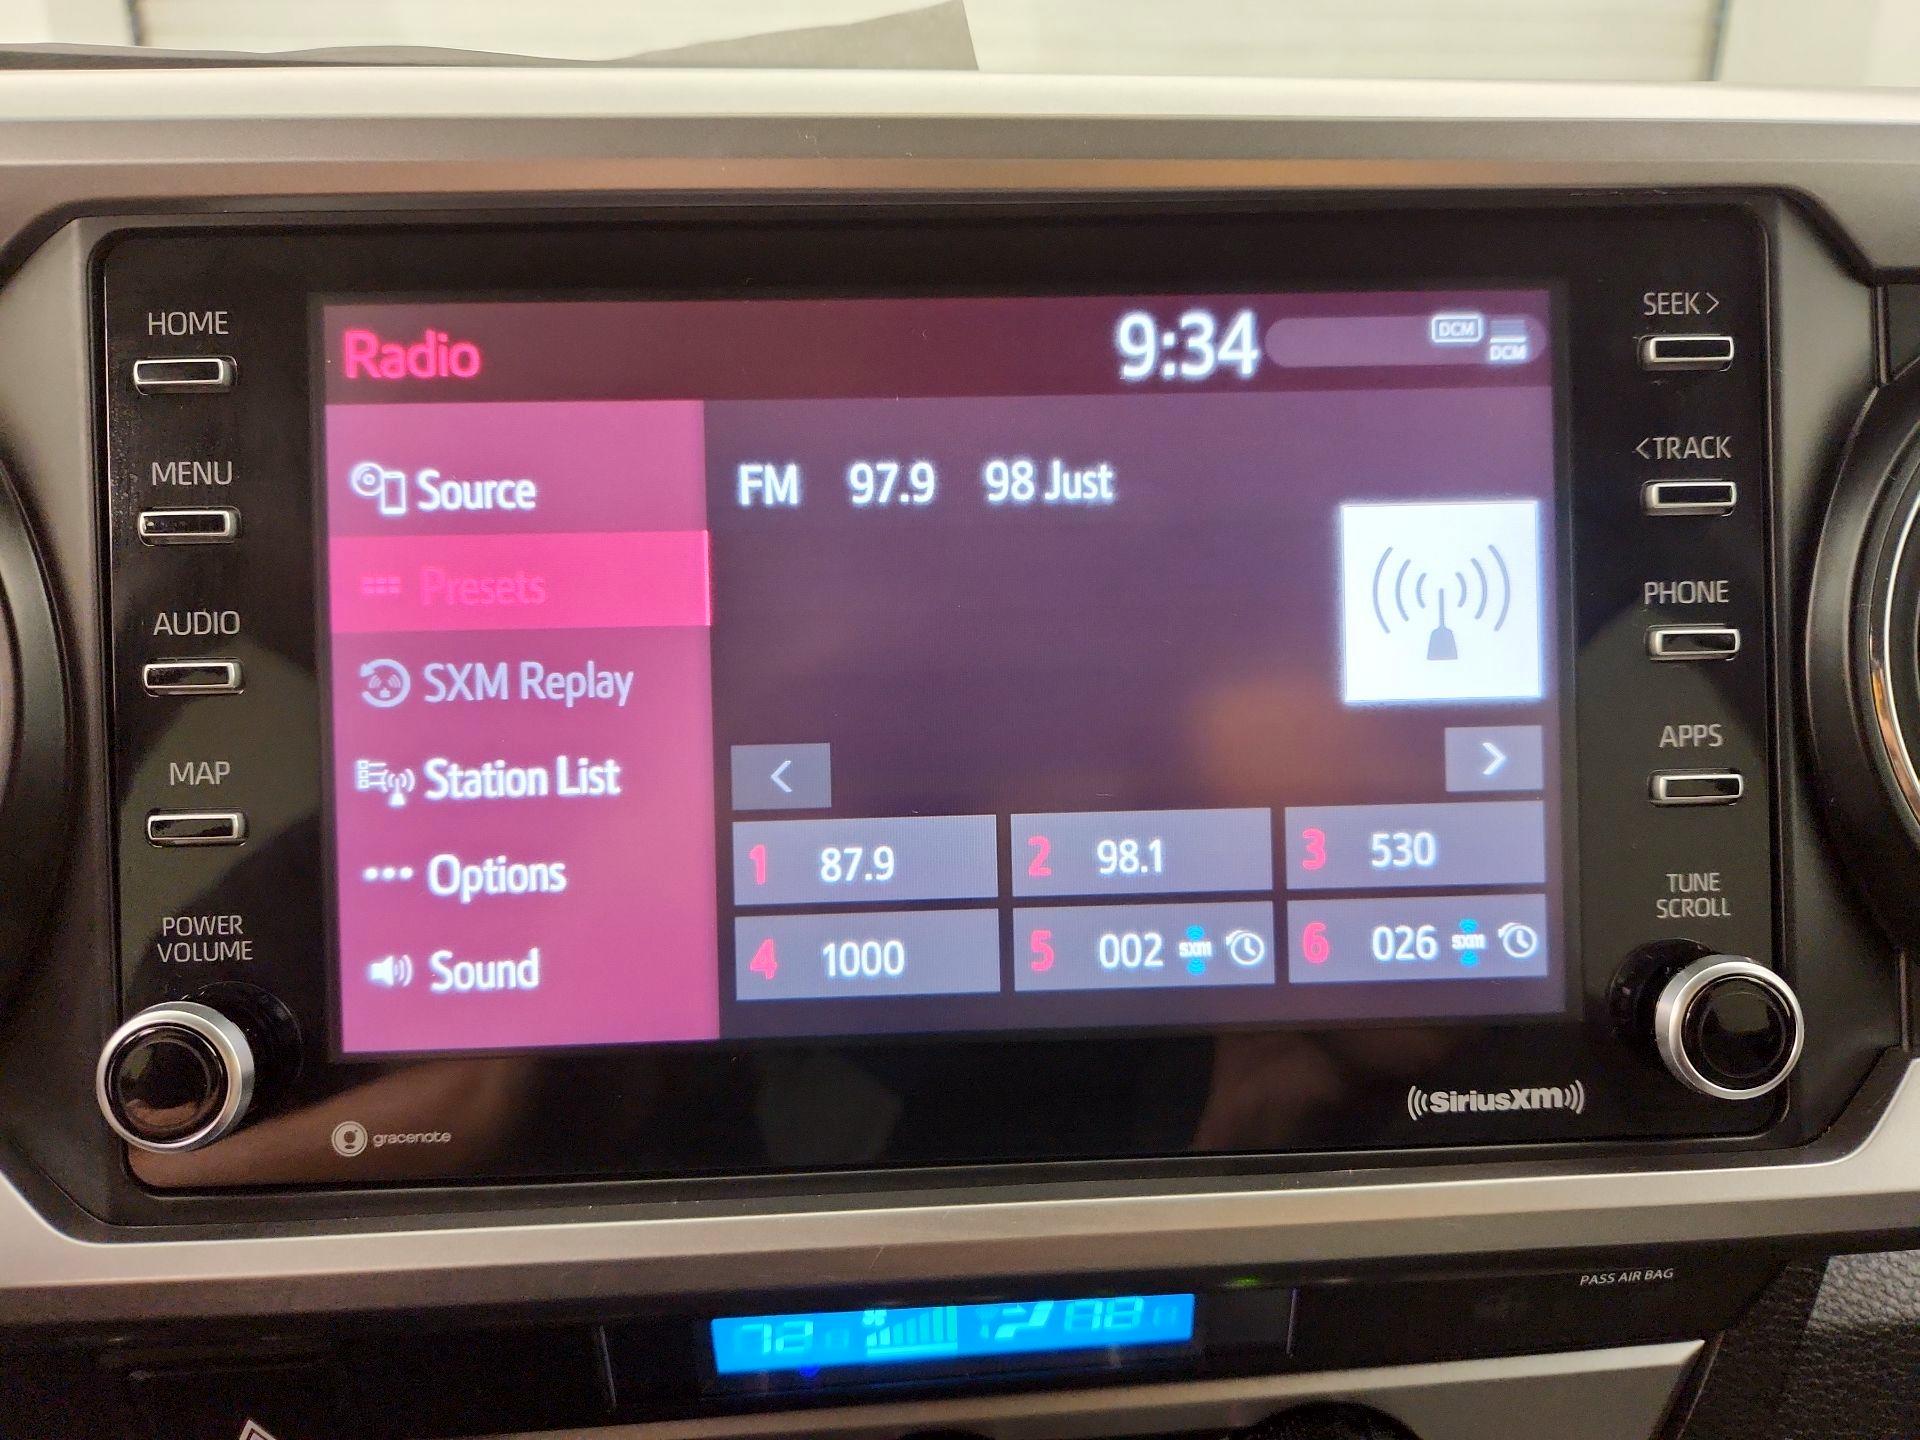 HOME
MENU
AUDIO
MAP
POWER
VOLUME
Radio
9:34
DCM
DCM
Source
Presets
SXM Replay
Station List
Options
Sound
FM 97.9 98 Just
<
>
1 87.9
2 98.1
3 530
4 1000
5 002 SXM
6 026 SXM
SEEK>
<TRACK
PHONE
APPS
TUNE
SCROLL
gracenote
((SiriusXM))
PASS AIR BAG
72